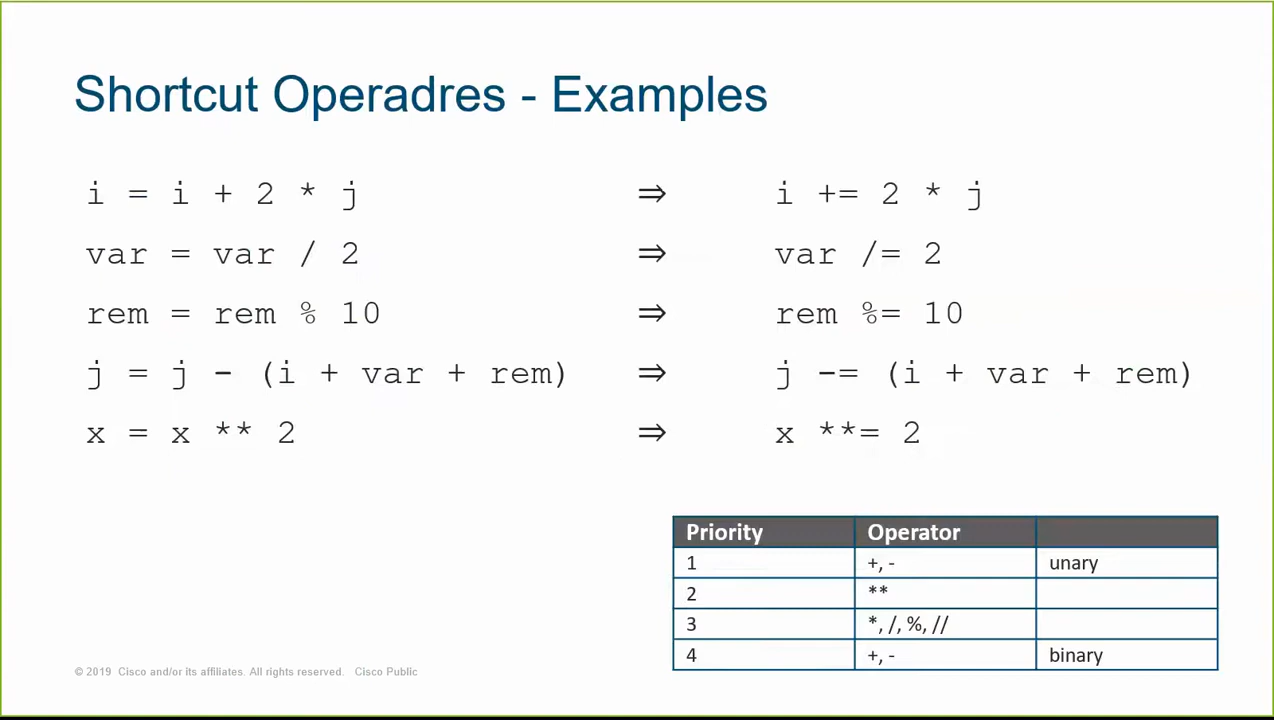 Shortcut Operadres - Examples
i = i + 2 * j ⇒ i += 2 * j
var = var / 2 ⇒ var /= 2
rem = rem % 10 ⇒ rem %= 10
j = j - (i + var + rem) ⇒ j -= (i + var + rem)
x = x ** 2 ⇒ x **= 2
Priority Operator
1 +, - unary
2 **
3 *, /, %, //
4 +, - binary
© 2019 Cisco and/or its affiliates. All rights reserved. Cisco Public